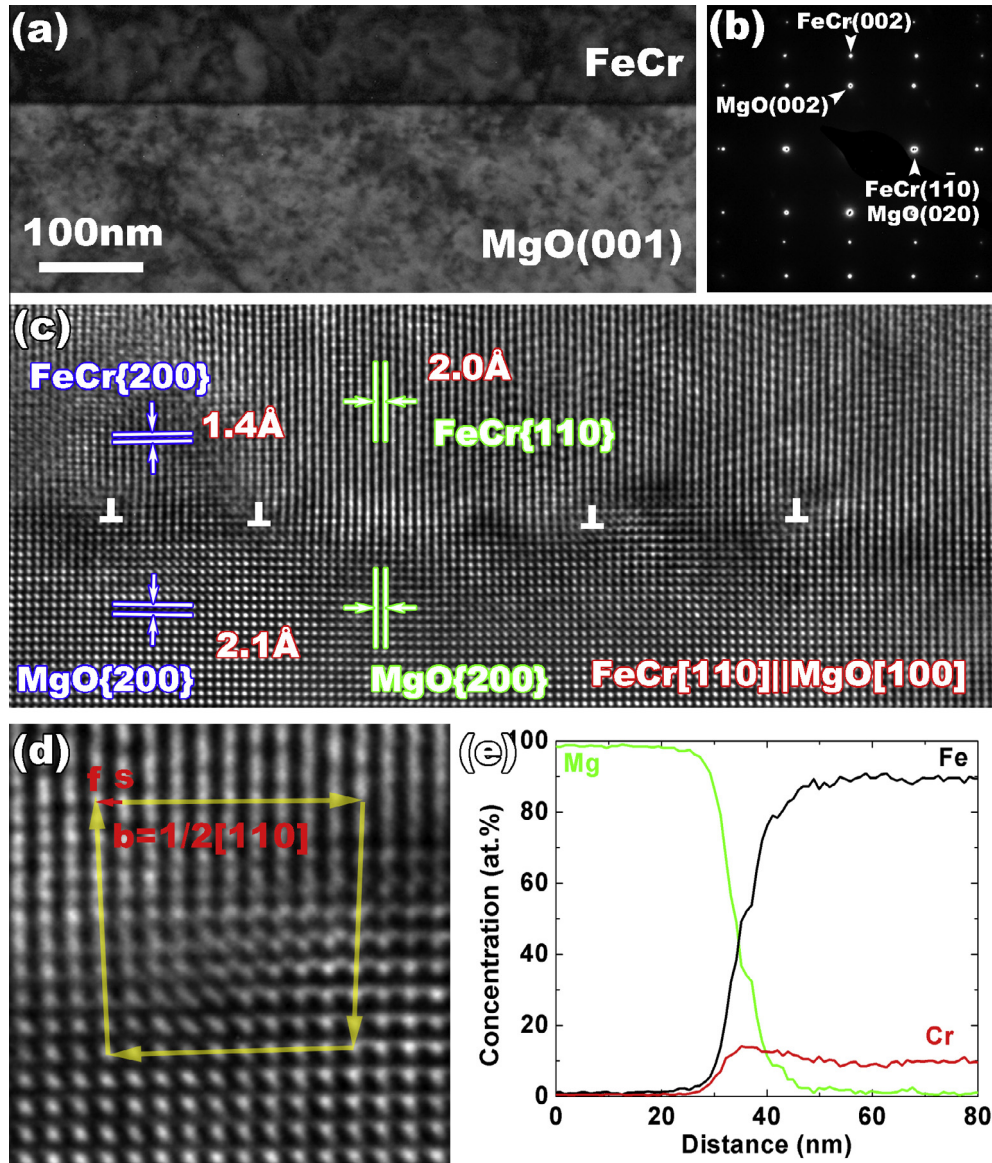 (a)
FeCr
100nm
MgO(001)
(b)
FeCr(002)
MgO(002)
FeCr(11̄0)
MgO(020)
(c)
FeCr{200}
1.4Å
2.0Å
FeCr{110}
⊥ ⊥ ⊥ ⊥
2.1Å
MgO{200}
MgO{200}
FeCr[110]||MgO[100]
(d)
f s
b=1/2[110]
(e)
Mg
Fe
Cr
Concentration (at.%)
100
80
60
40
20
0
0 20 40 60 80
Distance (nm)